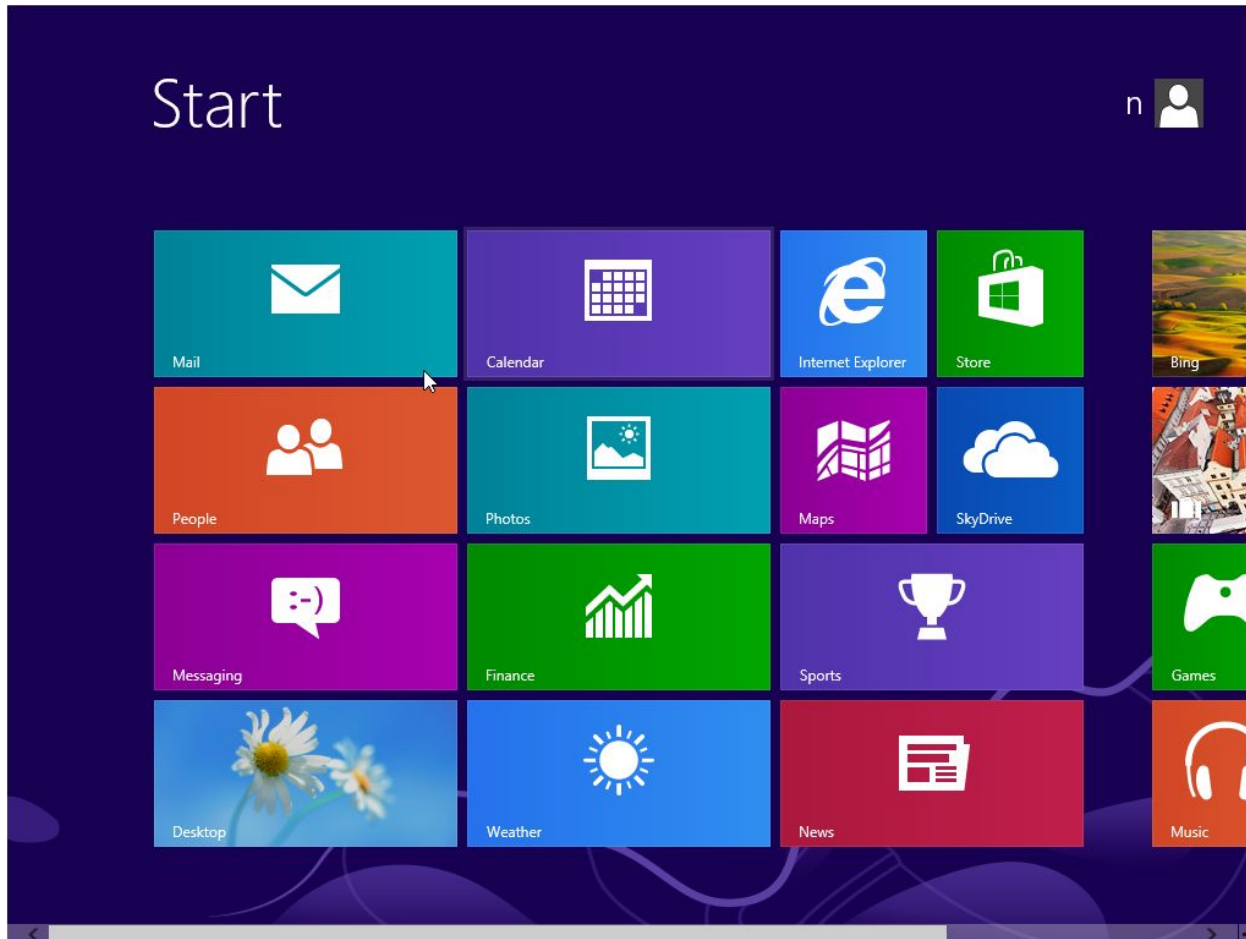 Start
n
Mail
Calendar
Internet Explorer
Store
Bing
People
Photos
Maps
SkyDrive
Messaging
:-)
Finance
Sports
Games
Desktop
Weather
News
Music